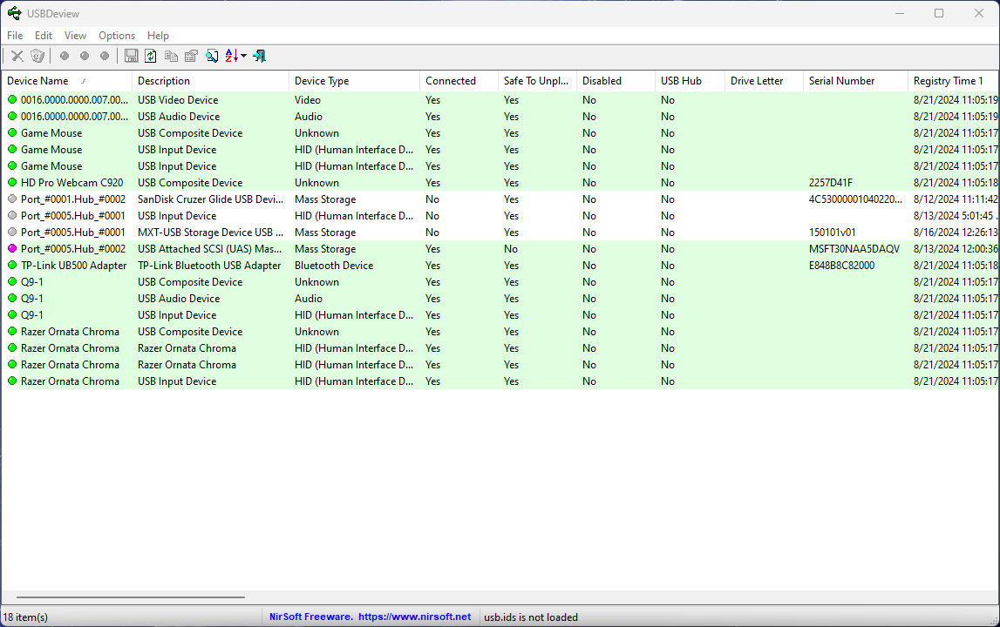 USBDeview
File Edit View Options Help
Device Name Description Device Type Connected Safe To Unpl... Disabled USB Hub Drive Letter Serial Number Registry Time 1
0016.0000.0000.007.00... USB Video Device Video Yes Yes No No 8/21/2024 11:05:19
0016.0000.0000.007.00... USB Audio Device Audio Yes Yes No No 8/21/2024 11:05:19
Game Mouse USB Composite Device Unknown Yes Yes No No 8/21/2024 11:05:17
Game Mouse USB Input Device HID (Human Interface D... Yes Yes No No 8/21/2024 11:05:17
Game Mouse USB Input Device HID (Human Interface D... Yes Yes No No 8/21/2024 11:05:17
HD Pro Webcam C920 USB Composite Device Unknown Yes Yes No No 2257D41F 8/21/2024 11:05:18
Port_#0001.Hub_#0002 SanDisk Cruzer Glide USB Devi... Mass Storage No No No No 4C53000001040220... 8/12/2024 11:11:42
Port_#0005.Hub_#0001 USB Input Device HID (Human Interface D... No Yes No No 8/13/2024 5:01:45 .
Port_#0005.Hub_#0001 MXT-USB Storage Device USB ... Mass Storage No Yes No No 150101v01 8/16/2024 12:26:13
Port_#0005.Hub_#0002 USB Attached SCSI (UAS) Mas... Mass Storage Yes No No No MSFT30NAA5DAQV 8/13/2024 12:00:36
TP-Link UB500 Adapter TP-Link Bluetooth USB Adapter Bluetooth Device Yes Yes No No E848B8C82000 8/21/2024 11:05:18
Q9-1 USB Composite Device Unknown Yes Yes No No 8/21/2024 11:05:17
Q9-1 USB Audio Device Audio Yes Yes No No 8/21/2024 11:05:17
Q9-1 USB Input Device HID (Human Interface D... Yes Yes No No 8/21/2024 11:05:17
Razer Ornata Chroma USB Composite Device Unknown Yes Yes No No 8/21/2024 11:05:17
Razer Ornata Chroma Razer Ornata Chroma HID (Human Interface D... Yes Yes No No 8/21/2024 11:05:17
Razer Ornata Chroma Razer Ornata Chroma HID (Human Interface D... Yes Yes No No 8/21/2024 11:05:17
Razer Ornata Chroma USB Input Device HID (Human Interface D... Yes Yes No No 8/21/2024 11:05:17
18 item(s) NirSoft Freeware. https://www.nirsoft.net usb.ids is not loaded